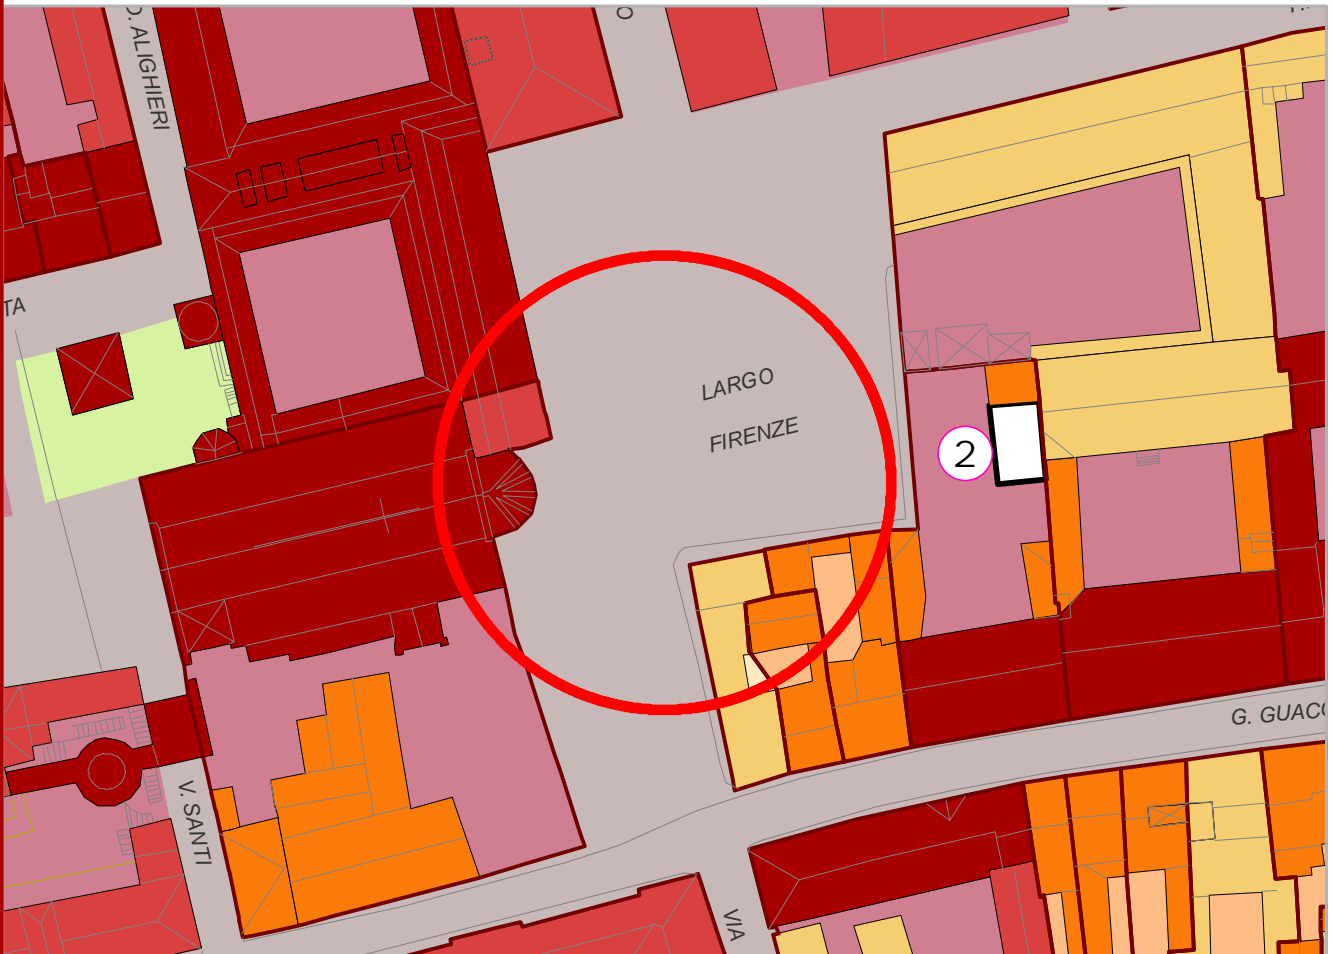 D. ALIGHIERI
O
TA
LARGO
FIRENZE
2
G. GUACC
V. SANTI
VIA